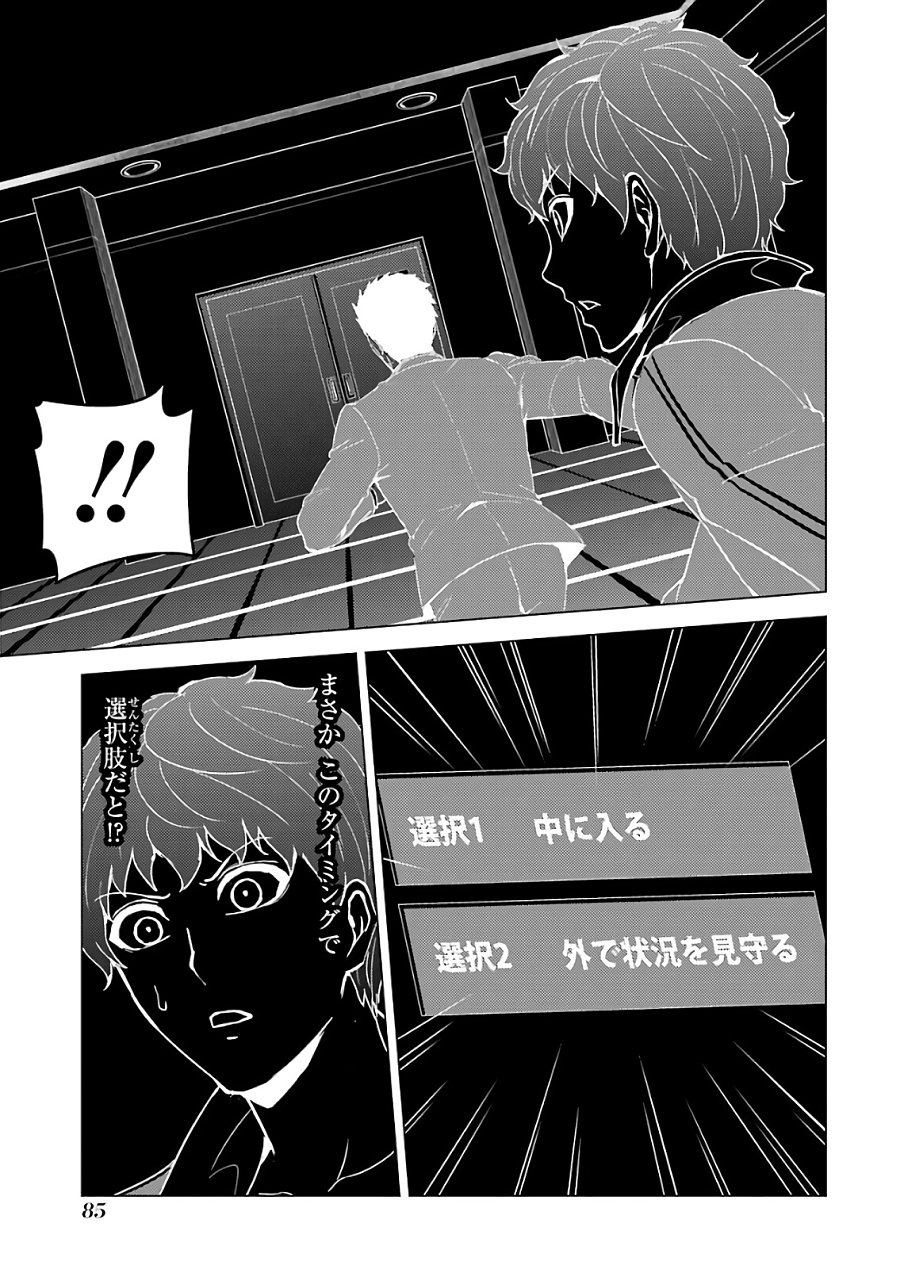 !!
選択1 中に入る
選択2 外で状況を見守る
まさか このタイミングで
選択肢だと!?
せんたくし
85